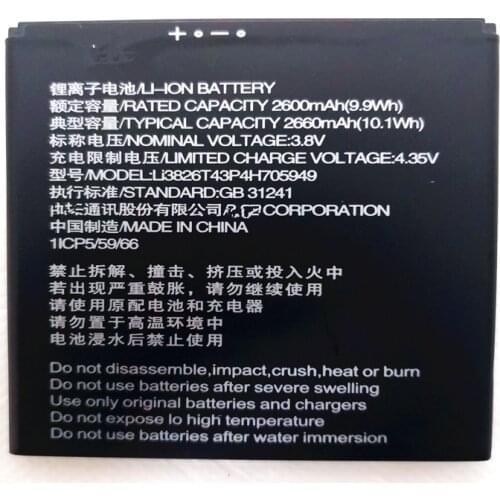 + • − •
锂离子电池/LI-ION BATTERY
额定容量/RATED CAPACITY 2600mAh(9.9Wh)
典型容量/TYPICAL CAPACITY 2660mAh(10.1Wh)
标称电压/NOMINAL VOLTAGE:3.8V
充电限制电压/LIMITED CHARGE VOLTAGE:4.35V
型号/MODEL:Li3826T43P4H705949
执行标准/STANDARD:GB 31241
通讯股份有限公司 CORPORATION
中国制造/MADE IN CHINA
1ICP5/59/66
禁止拆解、撞击、挤压或投入火中
若出现严重鼓胀，请勿继续使用
请使用原配电池和充电器
请勿置于高温环境中
电池浸水后禁止使用
Do not disassemble,impact,crush,heat or burn
Do not use batteries after severe swelling
Use only original batteries and chargers
Do not expose lo high temperature
Do not use batteries after water immersion